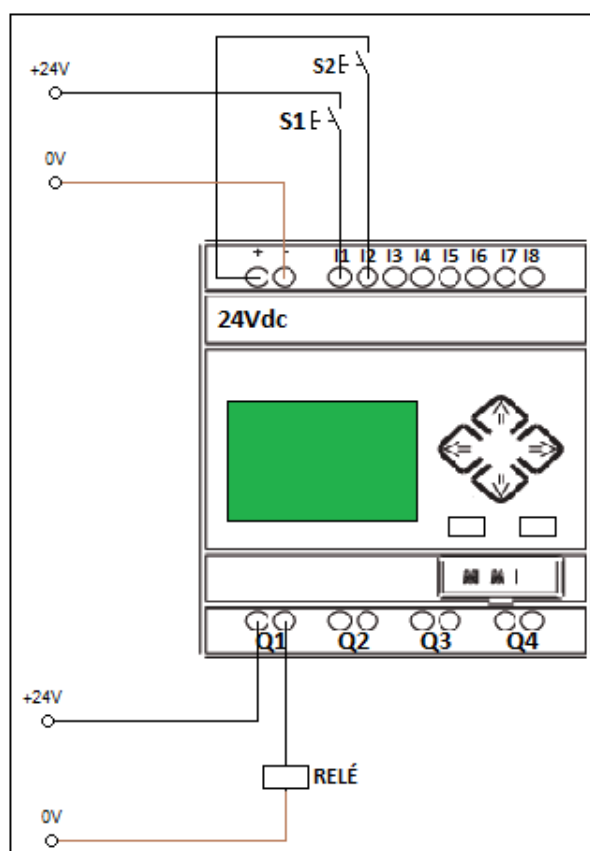 S2
+24V
S1
0V
+ - I1 I2 I3 I4 I5 I6 I7 I8
24Vdc
Q1 Q2 Q3 Q4
+24V
RELÉ
0V